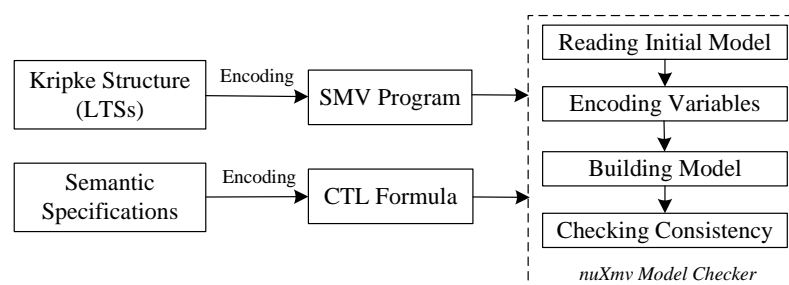 Kripke Structure
(LTSs)
Encoding
SMV Program
Semantic
Specifications
Encoding
CTL Formula
Reading Initial Model
Encoding Variables
Building Model
Checking Consistency
nuXmv Model Checker